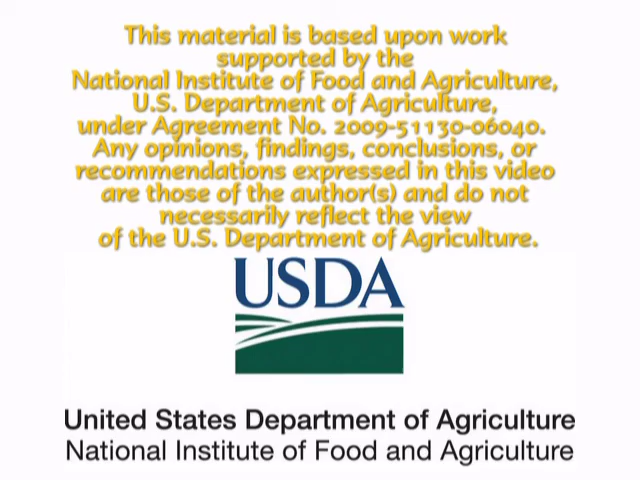 This material is based upon work
supported by the
National Institute of Food and Agriculture,
U.S. Department of Agriculture,
under Agreement No. 2009-51130-06040.
Any opinions, findings, conclusions, or
recommendations expressed in this video
are those of the author(s) and do not
necessarily reflect the view
of the U.S. Department of Agriculture.
USDA
United States Department of Agriculture
National Institute of Food and Agriculture